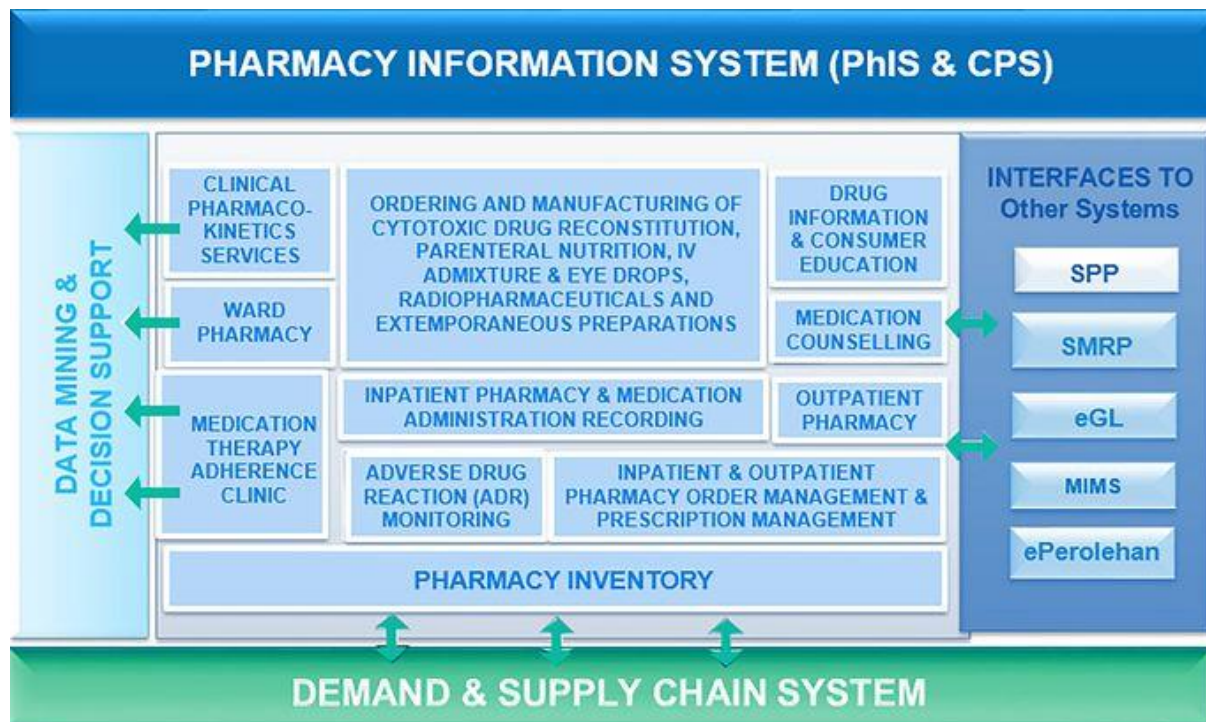 PHARMACY INFORMATION SYSTEM (PhIS & CPS)
DATA MINING &
DECISION SUPPORT
CLINICAL
PHARMACO-
KINETICS
SERVICES
WARD
PHARMACY
MEDICATION
THERAPY
ADHERENCE
CLINIC
ORDERING AND MANUFACTURING OF
CYTOTOXIC DRUG RECONSTITUTION,
PARENTERAL NUTRITION, IV
ADMIXTURE & EYE DROPS,
RADIOPHARMACEUTICALS AND
EXTEMPORANEOUS PREPARATIONS
INPATIENT PHARMACY & MEDICATION
ADMINISTRATION RECORDING
ADVERSE DRUG
REACTION (ADR)
MONITORING
INPATIENT & OUTPATIENT
PHARMACY ORDER MANAGEMENT &
PRESCRIPTION MANAGEMENT
DRUG
INFORMATION
& CONSUMER
EDUCATION
MEDICATION
COUNSELLING
OUTPATIENT
PHARMACY
PHARMACY INVENTORY
INTERFACES TO
Other Systems
SPP
SMRP
eGL
MIMS
ePerolehan
DEMAND & SUPPLY CHAIN SYSTEM